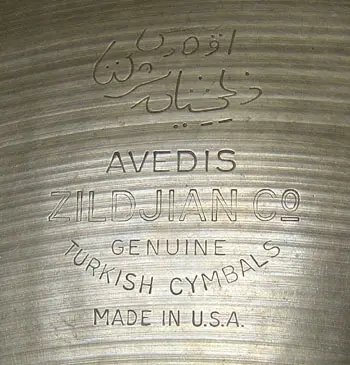 AVEDIS
ZILDJIAN Cº
GENUINE
TURKISH CYMBALS
MADE IN U.S.A.